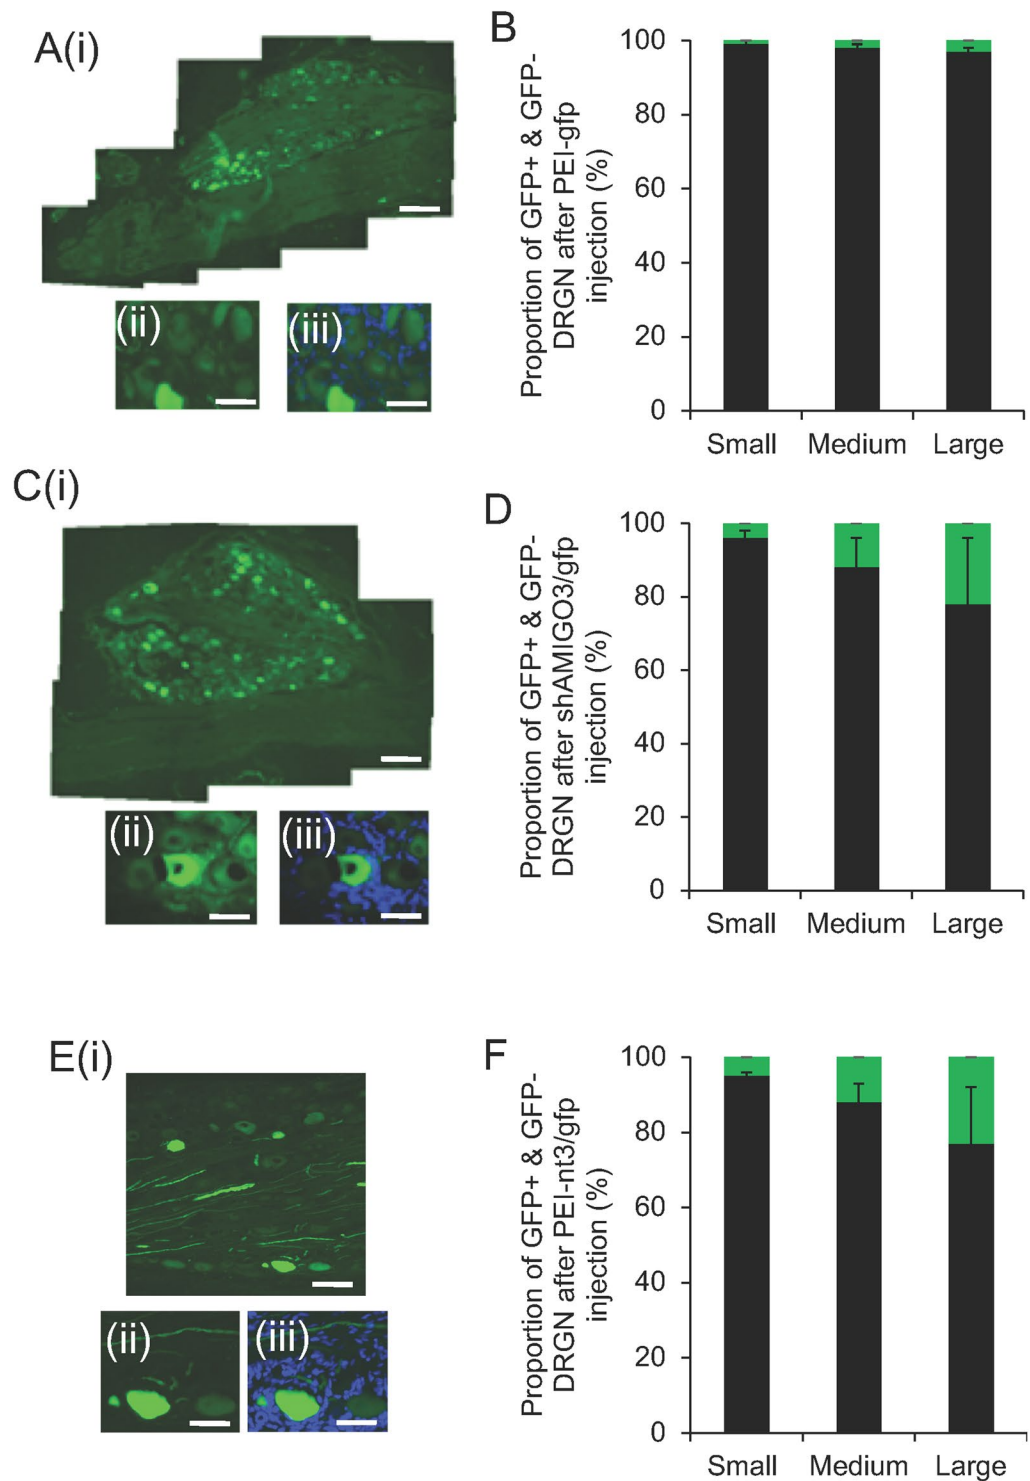 A(i)
(ii)
(iii)
B
Proportion of GFP+ & GFP-
DRGN after PEI-gfp
injection (%)
100
80
60
40
20
0
Small Medium Large
C(i)
(ii)
(iii)
D
Proportion of GFP+ & GFP-
DRGN after shAMIGO3/gfp
injection (%)
100
80
60
40
20
0
Small Medium Large
E(i)
(ii)
(iii)
F
Proportion of GFP+ & GFP-
DRGN after PEI-nt3/gfp
injection (%)
100
80
60
40
20
0
Small Medium Large